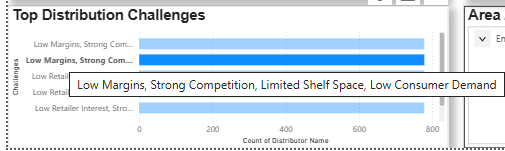 Top Distribution Challenges
Area
Challenges
Low Margins, Strong Com...
Low Margins, Strong Com...
Low Retai
Low Retai
Low Retailer Interest, Stro...
Low Margins, Strong Competition, Limited Shelf Space, Low Consumer Demand
0
200
400
600
800
Count of Distributor Name